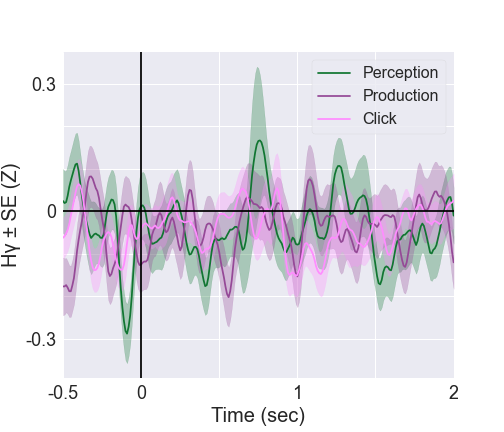 Perception
Production
Click
0.3
0
-0.3
Hγ ± SE (Z)
-0.5 0 1 2
Time (sec)